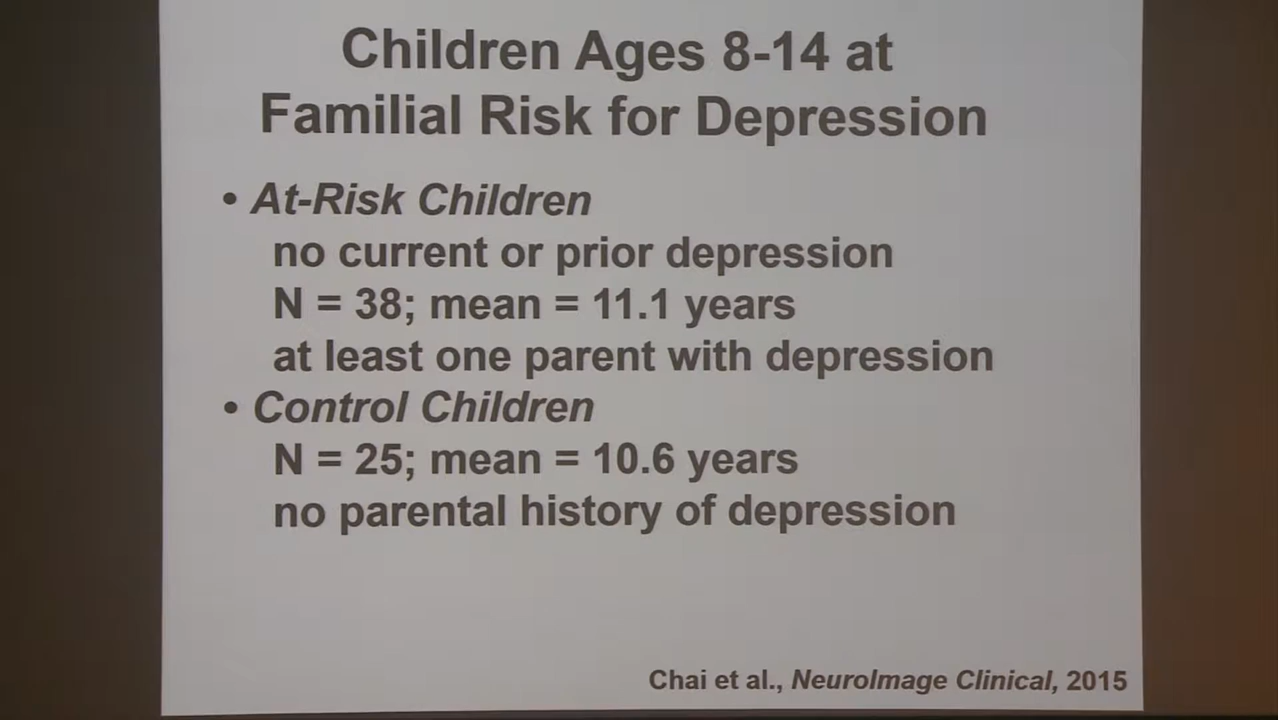 Children Ages 8-14 at
Familial Risk for Depression
• At-Risk Children
no current or prior depression
N = 38; mean = 11.1 years
at least one parent with depression
• Control Children
N = 25; mean = 10.6 years
no parental history of depression
Chai et al., NeuroImage Clinical, 2015